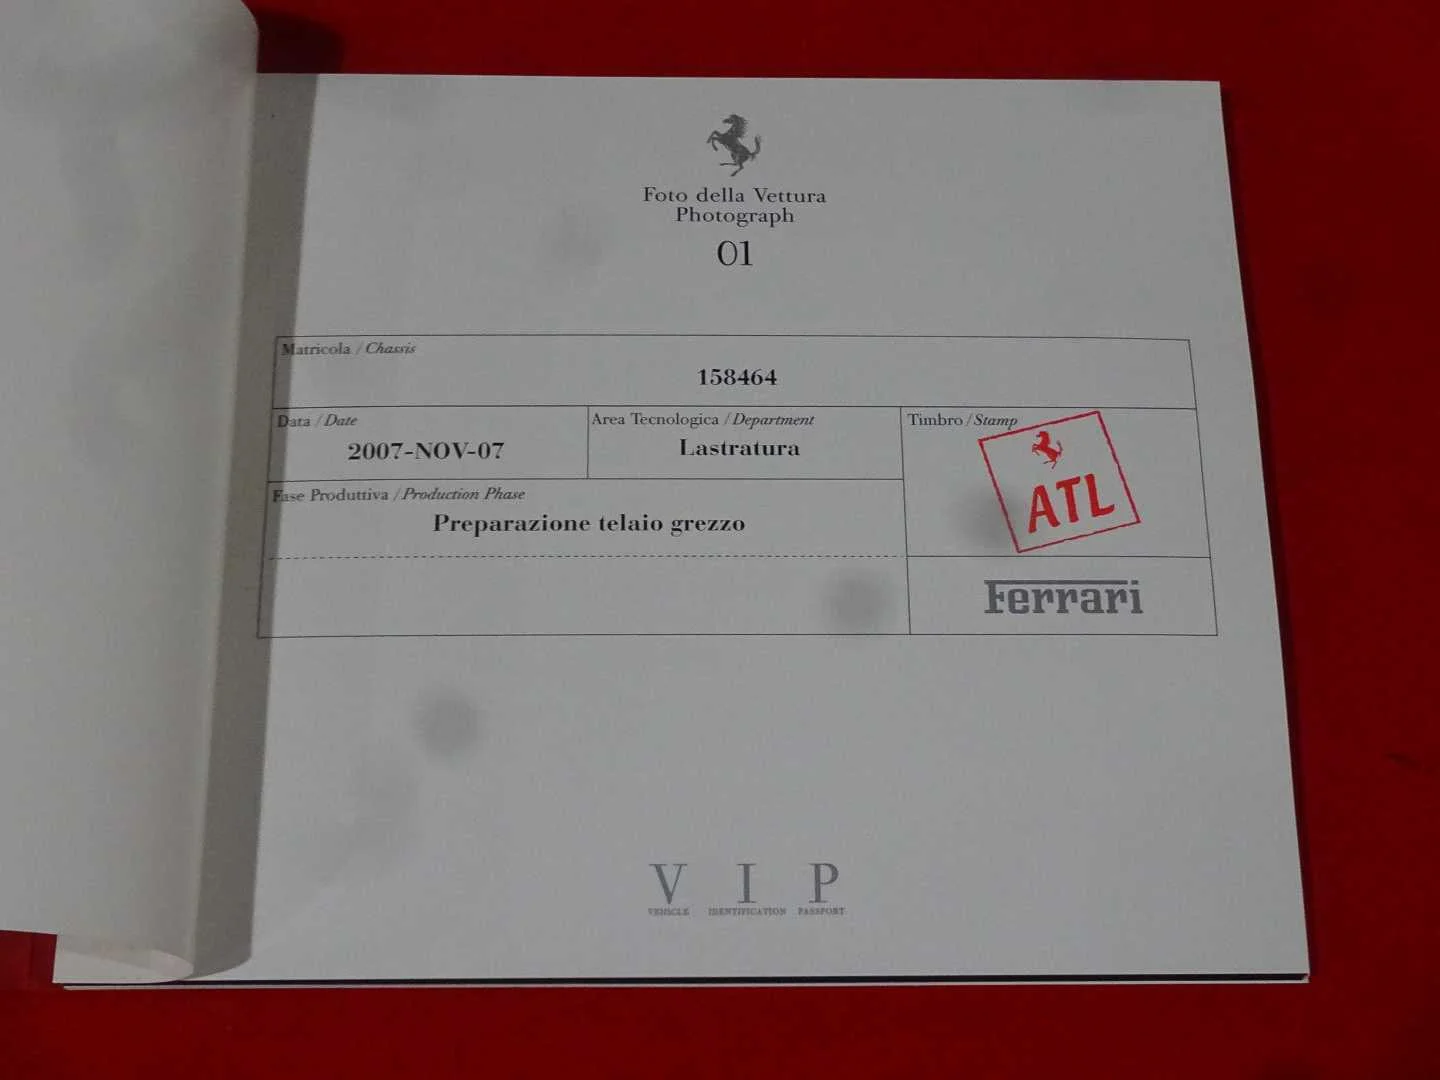 Foto della Vettura
Photograph
01
Matricola / Chassis
158464
Data / Date
2007-NOV-07
Area Tecnologica / Department
Lastratura
Timbro / Stamp
ATL
Fase Produttiva / Production Phase
Preparazione telaio grezzo
Ferrari
V I P
VEHICLE IDENTIFICATION PASSPORT